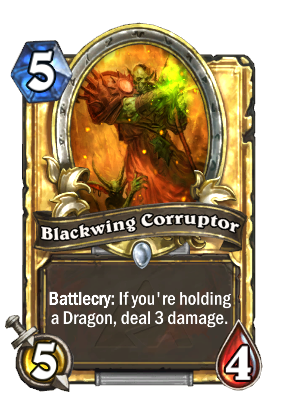 5
Blackwing Corruptor
Battlecry: If you're holding
a Dragon, deal 3 damage.
5
4